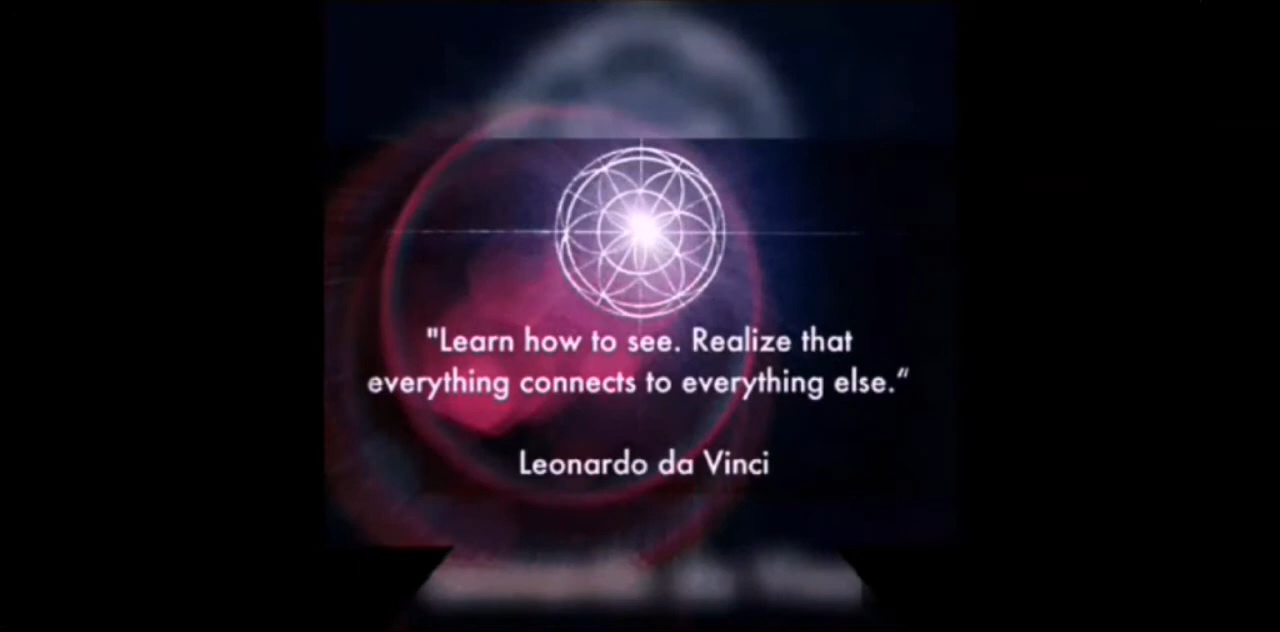 "Learn how to see. Realize that
everything connects to everything else.“
Leonardo da Vinci